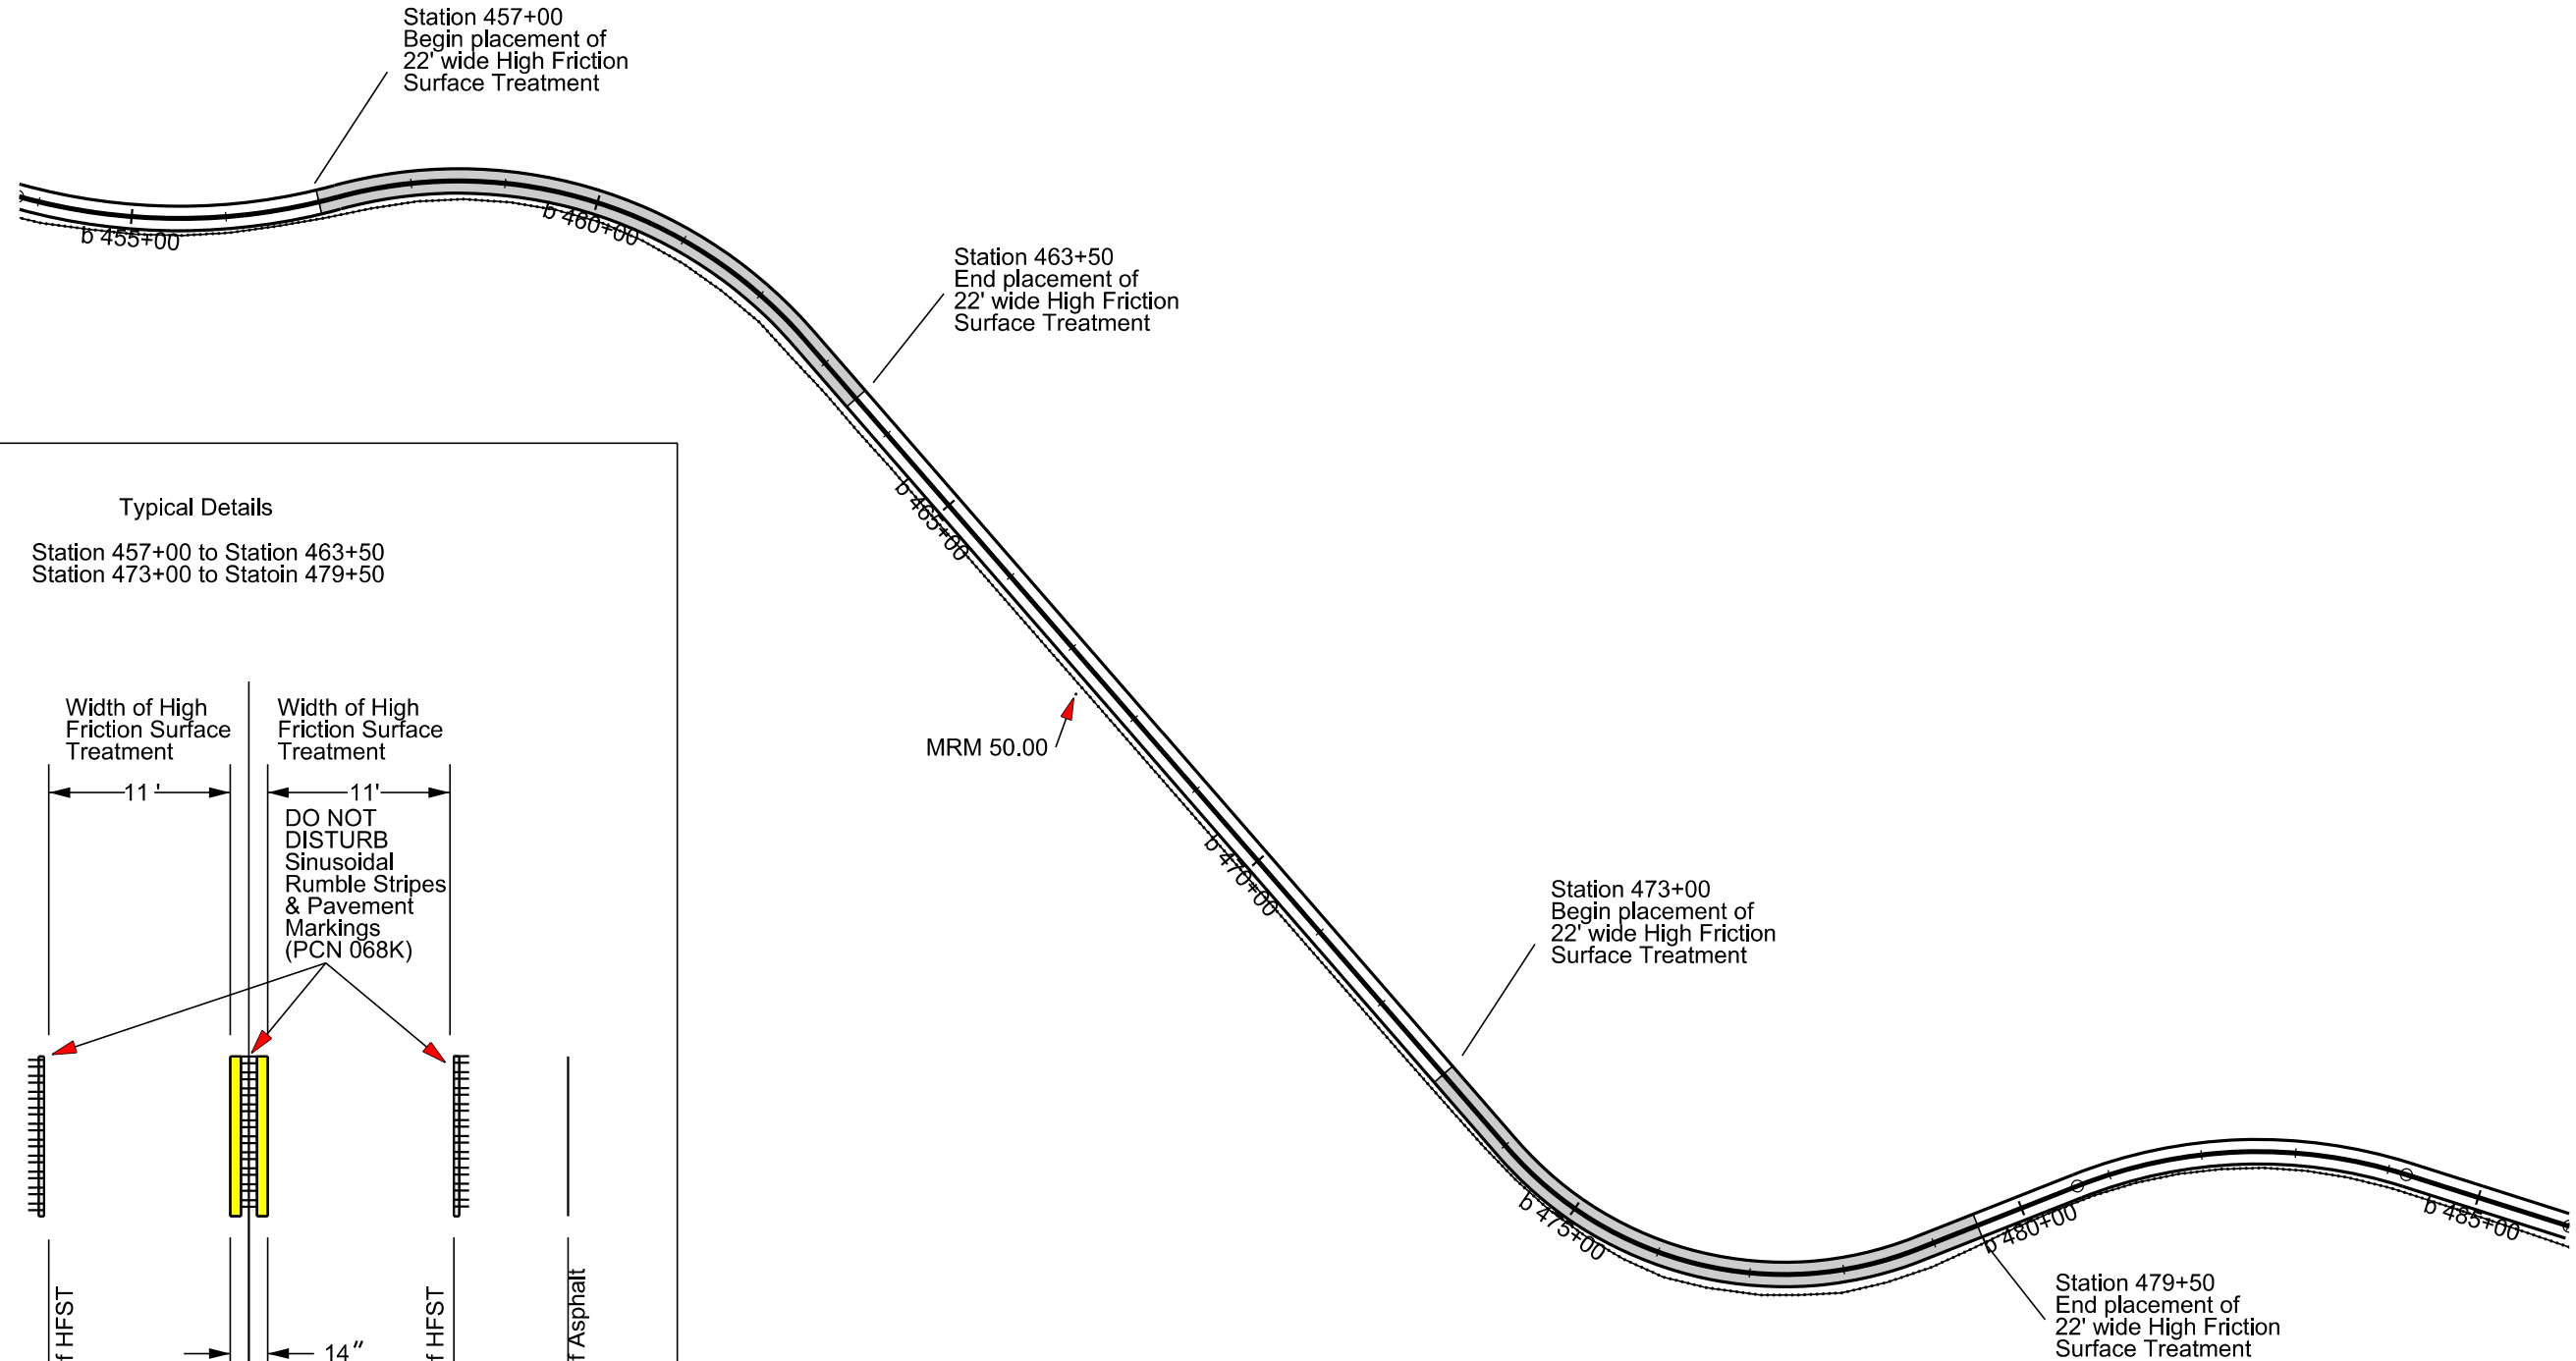 Station 457+00
Begin placement of
22' wide High Friction
Surface Treatment
b 455+00
b 460+00
Station 463+50
End placement of
22' wide High Friction
Surface Treatment
b 465+00
MRM 50.00
b 470+00
Station 473+00
Begin placement of
22' wide High Friction
Surface Treatment
b 475+00
b 480+00
b 485+00
Station 479+50
End placement of
22' wide High Friction
Surface Treatment
Typical Details
Station 457+00 to Station 463+50
Station 473+00 to Statoin 479+50
Width of High
Friction Surface
Treatment
Width of High
Friction Surface
Treatment
11 '
11'
DO NOT
DISTURB
Sinusoidal
Rumble Stripes
& Pavement
Markings
(PCN 068K)
f HFST
14"
f HFST
f Asphalt